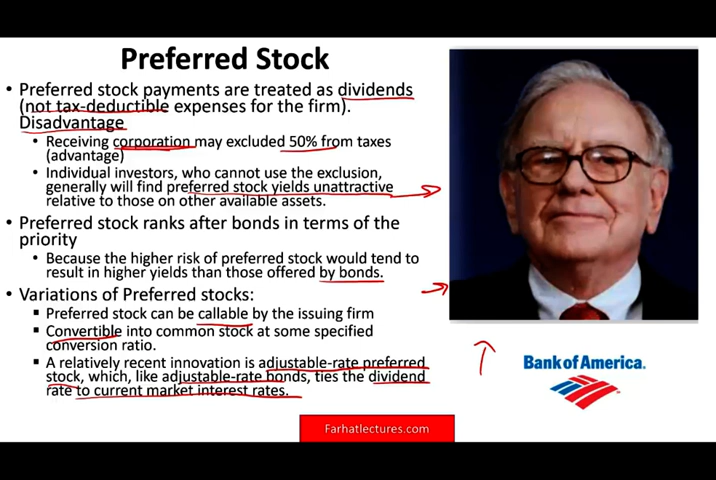 Preferred Stock
• Preferred stock payments are treated as dividends
(not tax-deductible expenses for the firm).
Disadvantage
• Receiving corporation may excluded 50% from taxes
(advantage)
• Individual investors, who cannot use the exclusion,
generally will find preferred stock yields unattractive
relative to those on other available assets.
• Preferred stock ranks after bonds in terms of the
priority
• Because the higher risk of preferred stock would tend to
result in higher yields than those offered by bonds.
• Variations of Preferred stocks:
▪ Preferred stock can be callable by the issuing firm
▪ Convertible into common stock at some specified
conversion ratio.
▪ A relatively recent innovation is adjustable-rate preferred
stock, which, like adjustable-rate bonds, ties the dividend
rate to current market interest rates.
Bank of America.
Farhatlectures.com